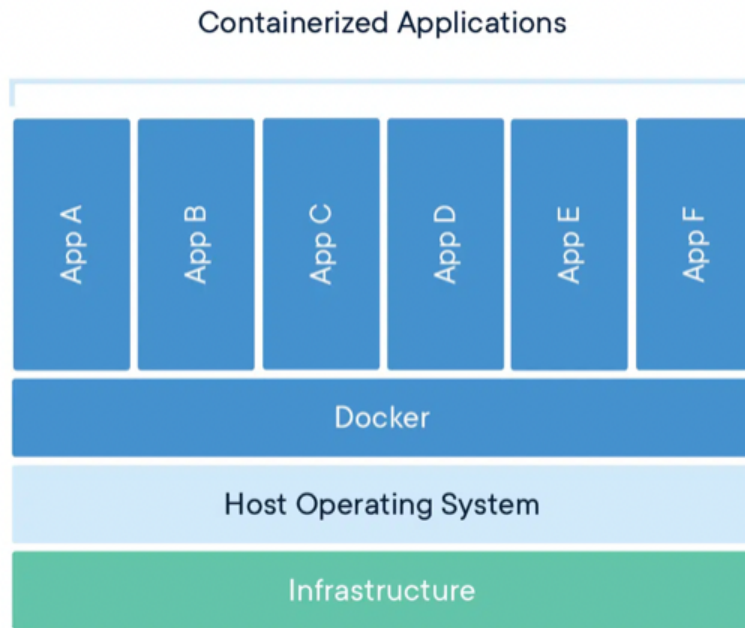 Containerized Applications
App A
App B
App C
App D
App E
App F
Docker
Host Operating System
Infrastructure